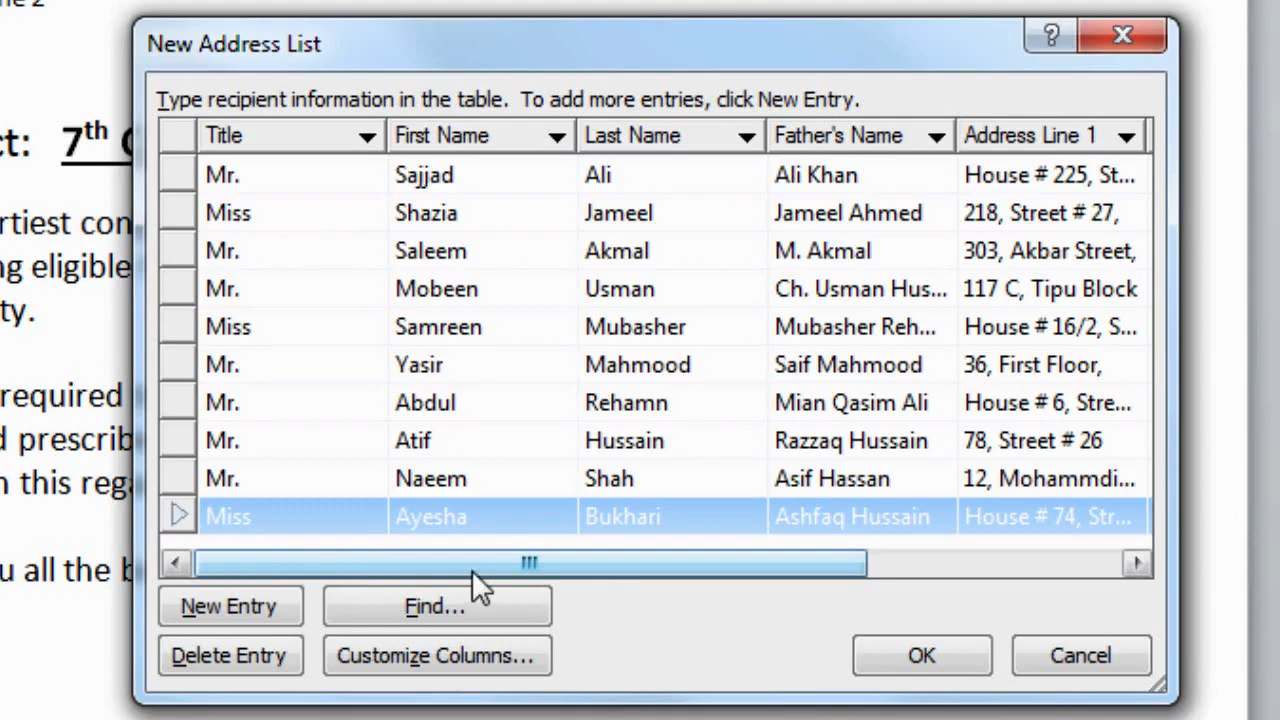 ne 2
New Address List
Type recipient information in the table. To add more entries, click New Entry.
Title First Name Last Name Father's Name Address Line 1
ct: 7th
Mr. Sajjad Ali Ali Khan House # 225, St...
Miss Shazia Jameel Jameel Ahmed 218, Street # 27,
rtiest con
Mr. Saleem Akmal M. Akmal 303, Akbar Street,
ng eligible
Mr. Mobeen Usman Ch. Usman Hus... 117 C, Tipu Block
ty.
Miss Samreen Mubasher Mubasher Reh... House # 16/2, S...
Mr. Yasir Mahmood Saif Mahmood 36, First Floor,
required
Mr. Abdul Rehamn Mian Qasim Ali House # 6, Stre...
d prescrib
Mr. Atif Hussain Razzaq Hussain 78, Street # 26
n this rega
Mr. Naeem Shah Asif Hassan 12, Mohammdi...
Miss Ayesha Bukhari Ashfaq Hussain House # 74, Str...
u all the b
New Entry Find...
Delete Entry Customize Columns... OK Cancel